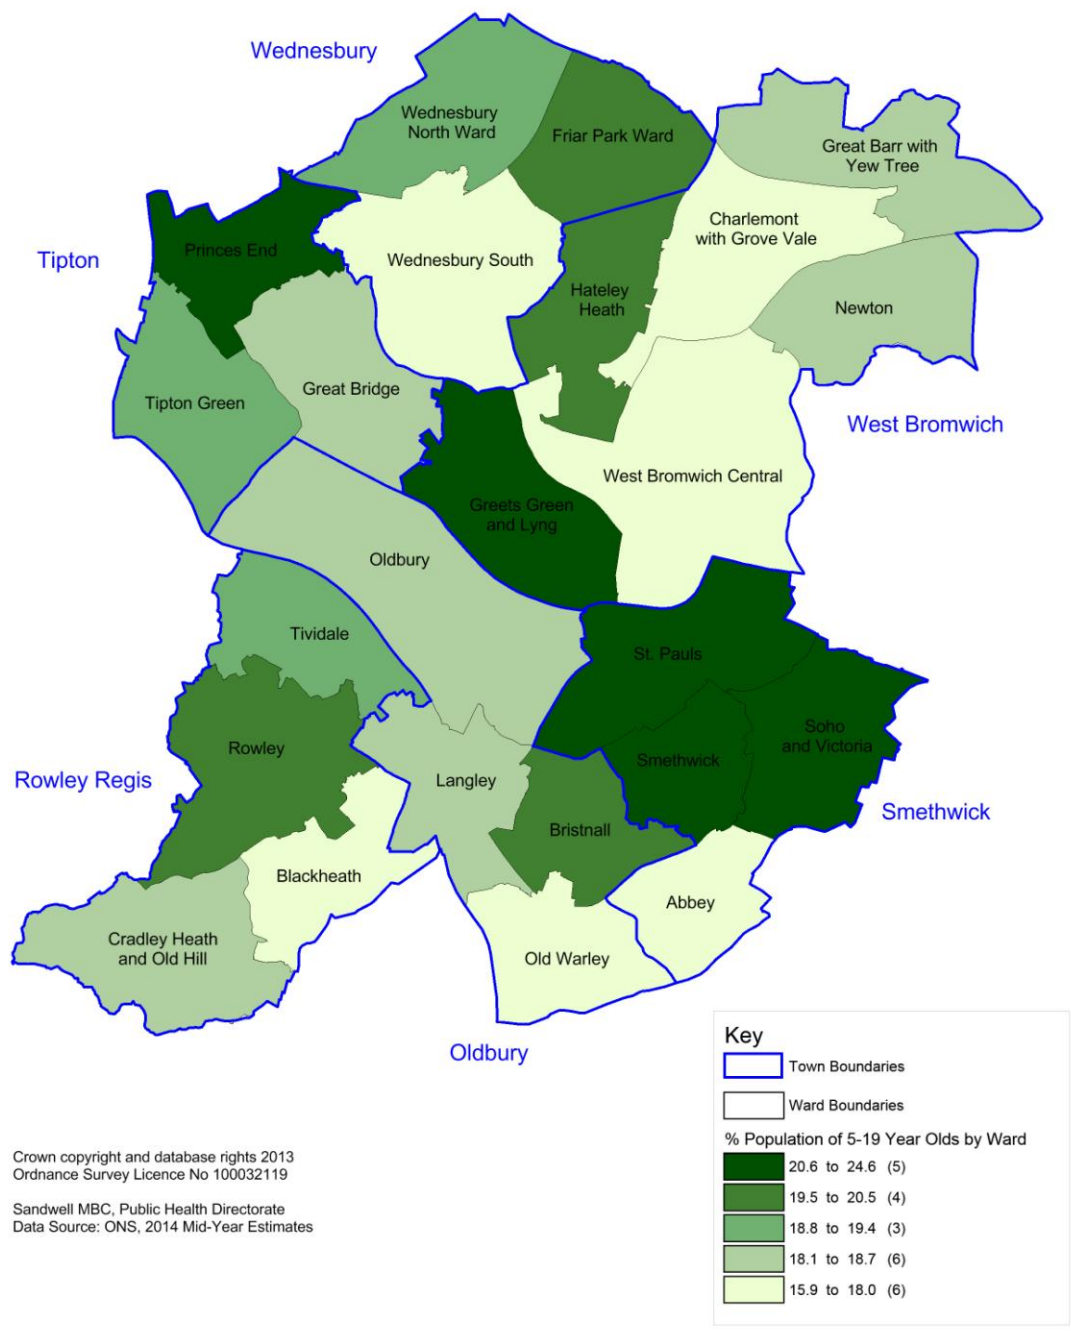 Wednesbury
Wednesbury
North Ward
Friar Park Ward
Great Barr with
Yew Tree
Charlemont
with Grove Vale
Princes End
Tipton
Wednesbury South
Hateley
Heath
Newton
Great Bridge
Tipton Green
West Bromwich
West Bromwich Central
Greets Green
and Lyng
Oldbury
Tividale
St. Pauls
Soho
and Victoria
Rowley
Smethwick
Rowley Regis
Langley
Smethwick
Bristnall
Blackheath
Abbey
Cradley Heath
and Old Hill
Old Warley
Oldbury
Key
Town Boundaries
Ward Boundaries
% Population of 5-19 Year Olds by Ward
20.6 to 24.6 (5)
19.5 to 20.5 (4)
18.8 to 19.4 (3)
18.1 to 18.7 (6)
15.9 to 18.0 (6)
Crown copyright and database rights 2013
Ordnance Survey Licence No 100032119
Sandwell MBC, Public Health Directorate
Data Source: ONS, 2014 Mid-Year Estimates